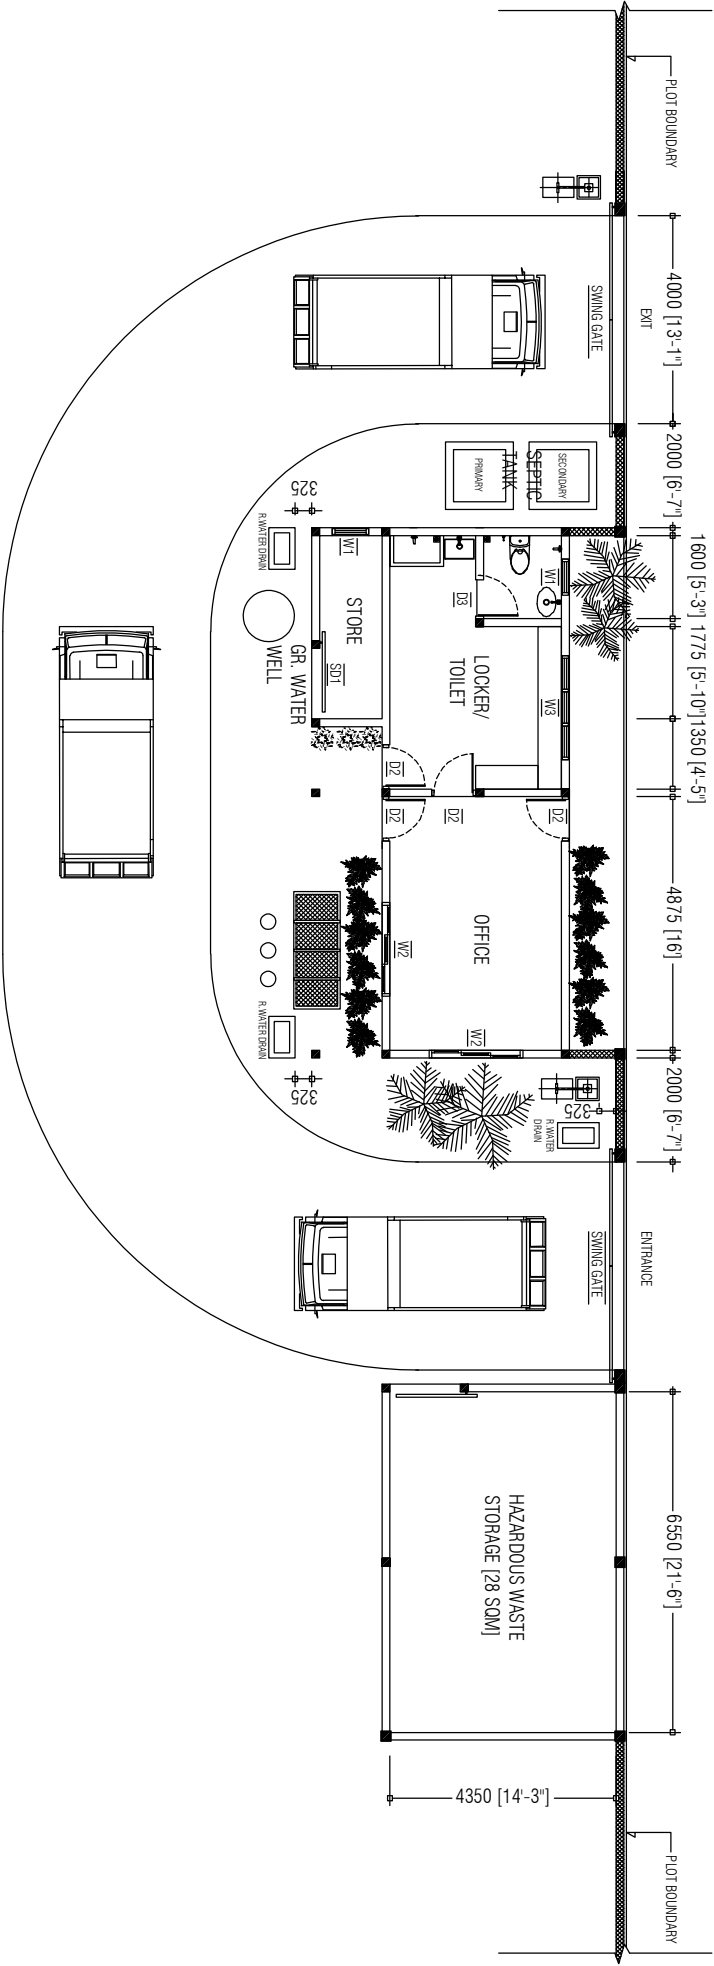 PLOT BOUNDARY
4000 [13'-1"]
EXIT
SWING GATE
2000 [6'-7"]
SEPTIC
TANK
SECONDARY
PRIMARY
325
R.WATER DRAIN
1600 [5'-3"]
1775 [5'-10"]
1350 [4'-5"]
W1
W1
D3
STORE
SD1
GR. WATER
WELL
LOCKER/
TOILET
W3
D2
D2
D2
D2
4875 [16']
OFFICE
W2
W2
R.WATER DRAIN
325
2000 [6'-7"]
325
R.WATER
DRAIN
ENTRANCE
SWING GATE
6550 [21'-6"]
HAZARDOUS WASTE
STORAGE [28 SQM]
4350 [14'-3"]
PLOT BOUNDARY